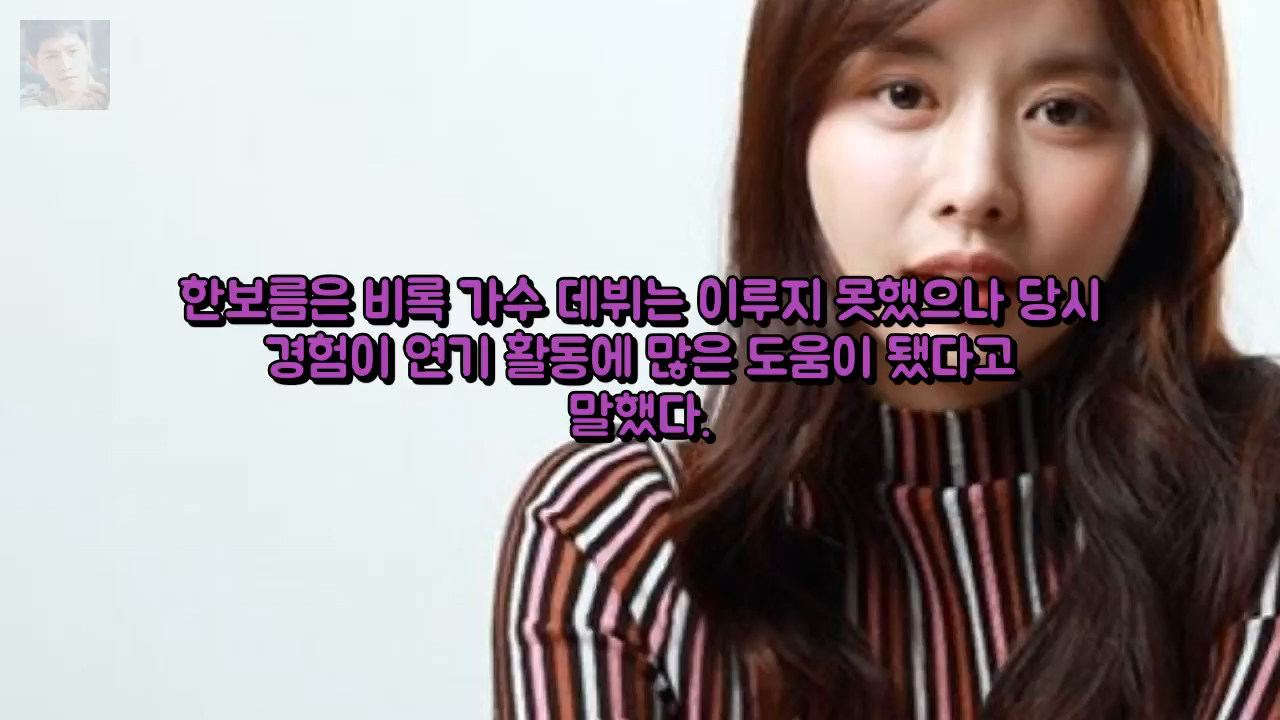 한보름은 비록 가수 데뷔는 이루지 못했으나 당시
경험이 연기 활동에 많은 도움이 됐다고
말했다.